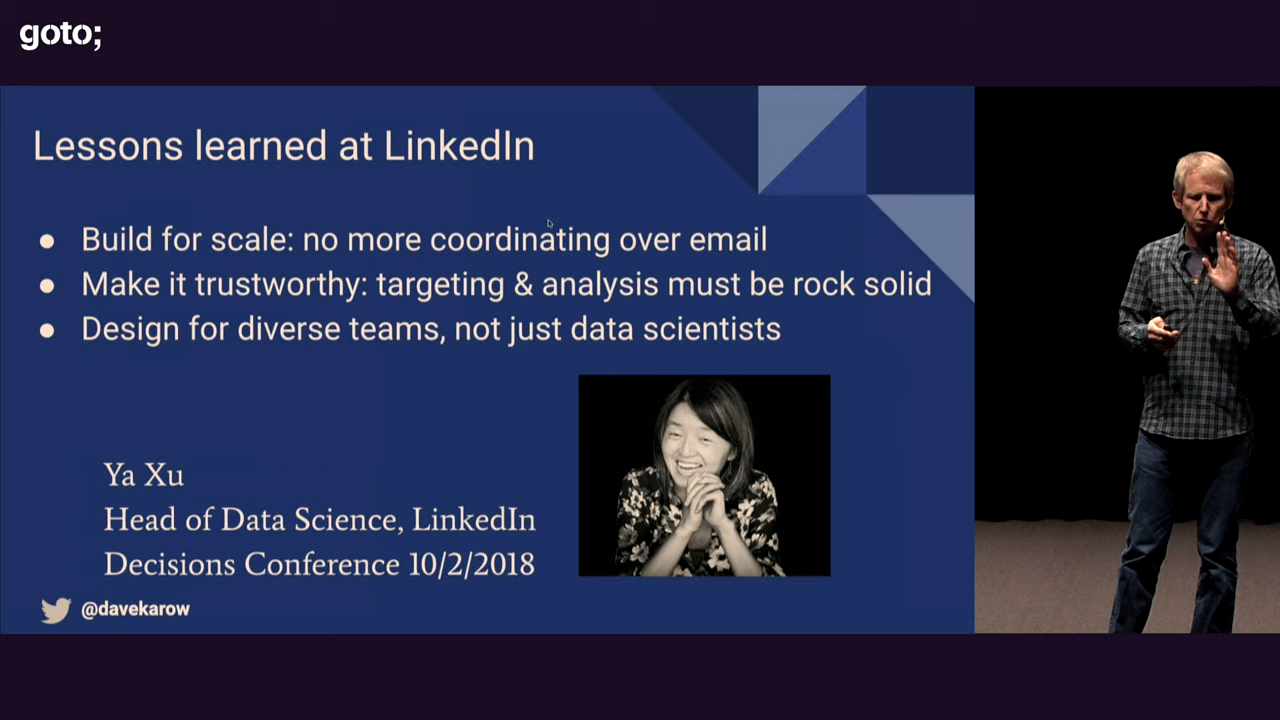 goto;
Lessons learned at LinkedIn
● Build for scale: no more coordinating over email
● Make it trustworthy: targeting & analysis must be rock solid
● Design for diverse teams, not just data scientists
Ya Xu
Head of Data Science, LinkedIn
Decisions Conference 10/2/2018
@davekarow